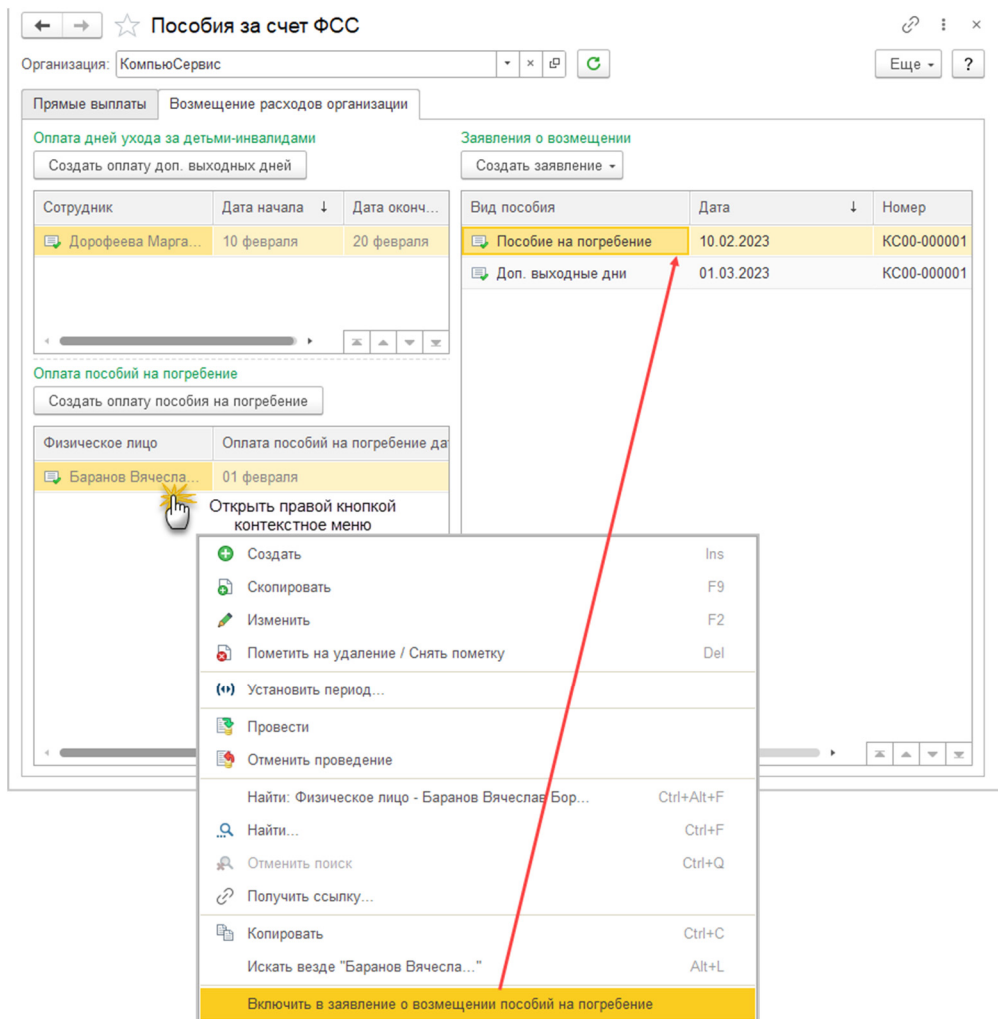 Пособия за счет ФСС
Организация: КомпьюСервис
Еще
?
Прямые выплаты
Возмещение расходов организации
Оплата дней ухода за детьми-инвалидами
Создать оплату доп. выходных дней
Сотрудник Дата начала ↓ Дата оконч...
Дорофеева Марга... 10 февраля 20 февраля
Оплата пособий на погребение
Создать оплату пособия на погребение
Физическое лицо Оплата пособий на погребение да
Баранов Вячесла... 01 февраля
Заявления о возмещении
Создать заявление
Вид пособия Дата ↓ Номер
Пособие на погребение 10.02.2023 КС00-000001
Доп. выходные дни 01.03.2023 КС00-000001
Открыть правой кнопкой
контекстное меню
Создать Ins
Скопировать F9
Изменить F2
Пометить на удаление / Снять пометку Del
Установить период...
Провести
Отменить проведение
Найти: Физическое лицо - Баранов Вячеслав Бор... Ctrl+Alt+F
Найти... Ctrl+F
Отменить поиск Ctrl+Q
Получить ссылку...
Копировать Ctrl+C
Искать везде "Баранов Вячесла..." Alt+L
Включить в заявление о возмещении пособий на погребение